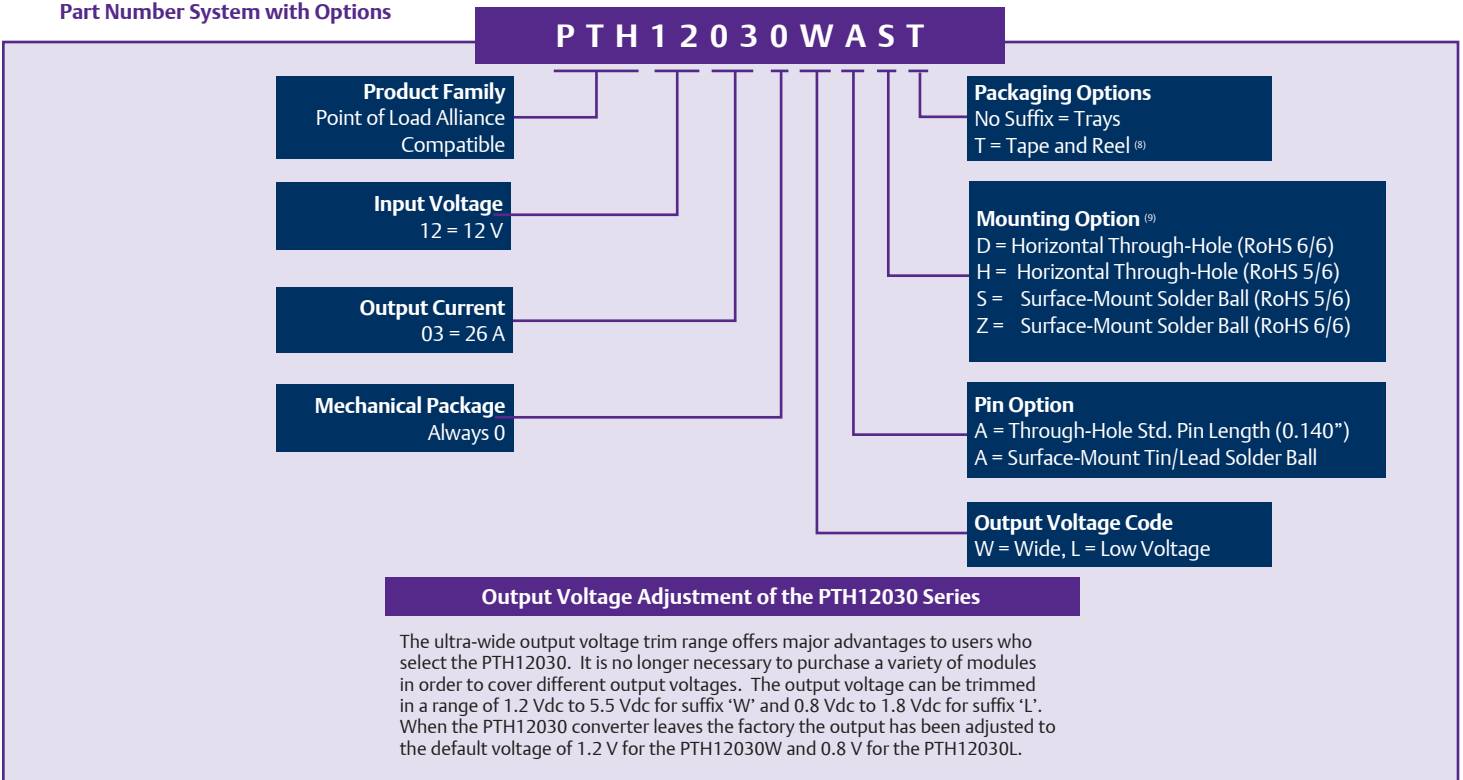 Part Number System with Options
PTH12030WAST
Product Family
Point of Load Alliance
Compatible
Input Voltage
12 = 12 V
Output Current
03 = 26 A
Mechanical Package
Always 0
Packaging Options
No Suffix = Trays
T = Tape and Reel (8)
Mounting Option (9)
D = Horizontal Through-Hole (RoHS 6/6)
H = Horizontal Through-Hole (RoHS 5/6)
S = Surface-Mount Solder Ball (RoHS 5/6)
Z = Surface-Mount Solder Ball (RoHS 6/6)
Pin Option
A = Through-Hole Std. Pin Length (0.140”)
A = Surface-Mount Tin/Lead Solder Ball
Output Voltage Code
W = Wide, L = Low Voltage
Output Voltage Adjustment of the PTH12030 Series
The ultra-wide output voltage trim range offers major advantages to users who
select the PTH12030. It is no longer necessary to purchase a variety of modules
in order to cover different output voltages. The output voltage can be trimmed
in a range of 1.2 Vdc to 5.5 Vdc for suffix ‘W’ and 0.8 Vdc to 1.8 Vdc for suffix ‘L’.
When the PTH12030 converter leaves the factory the output has been adjusted to
the default voltage of 1.2 V for the PTH12030W and 0.8 V for the PTH12030L.